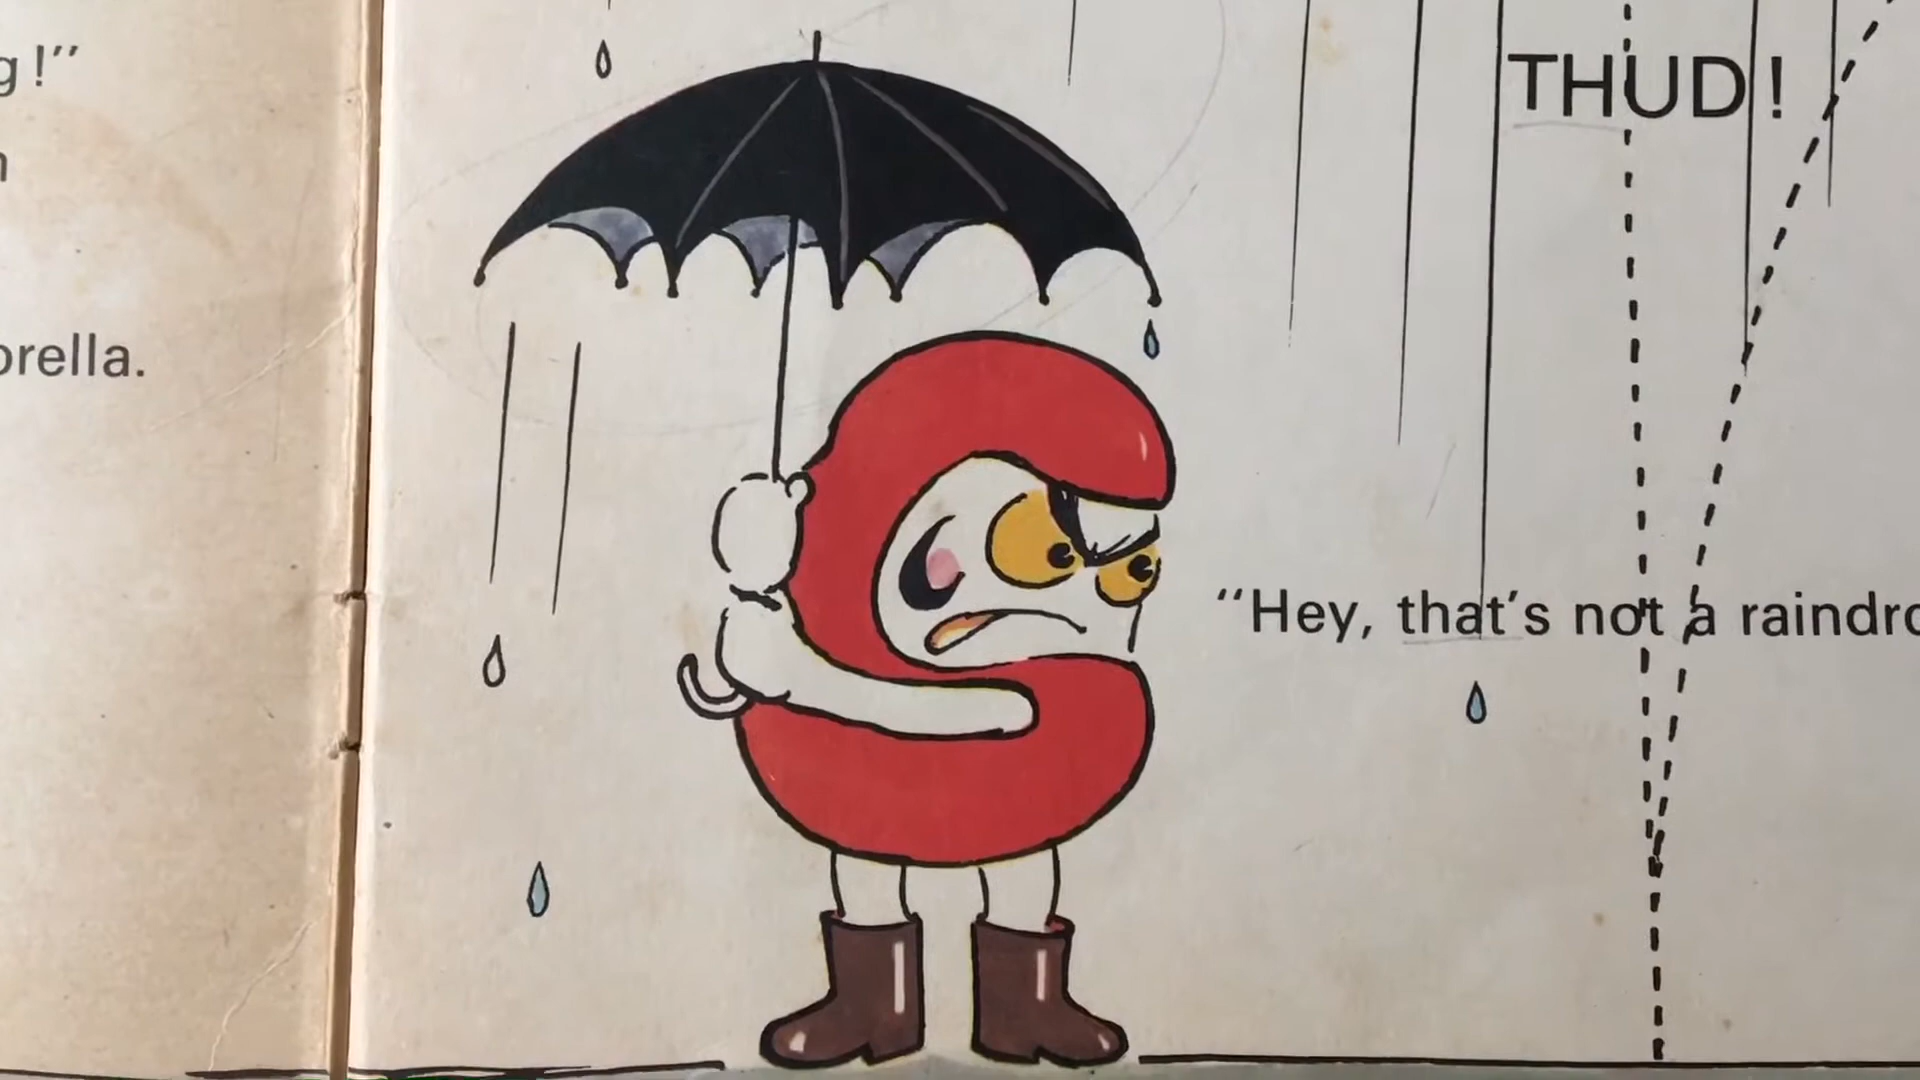 g!"
orella.
THUD!
"Hey, that's not a raindro